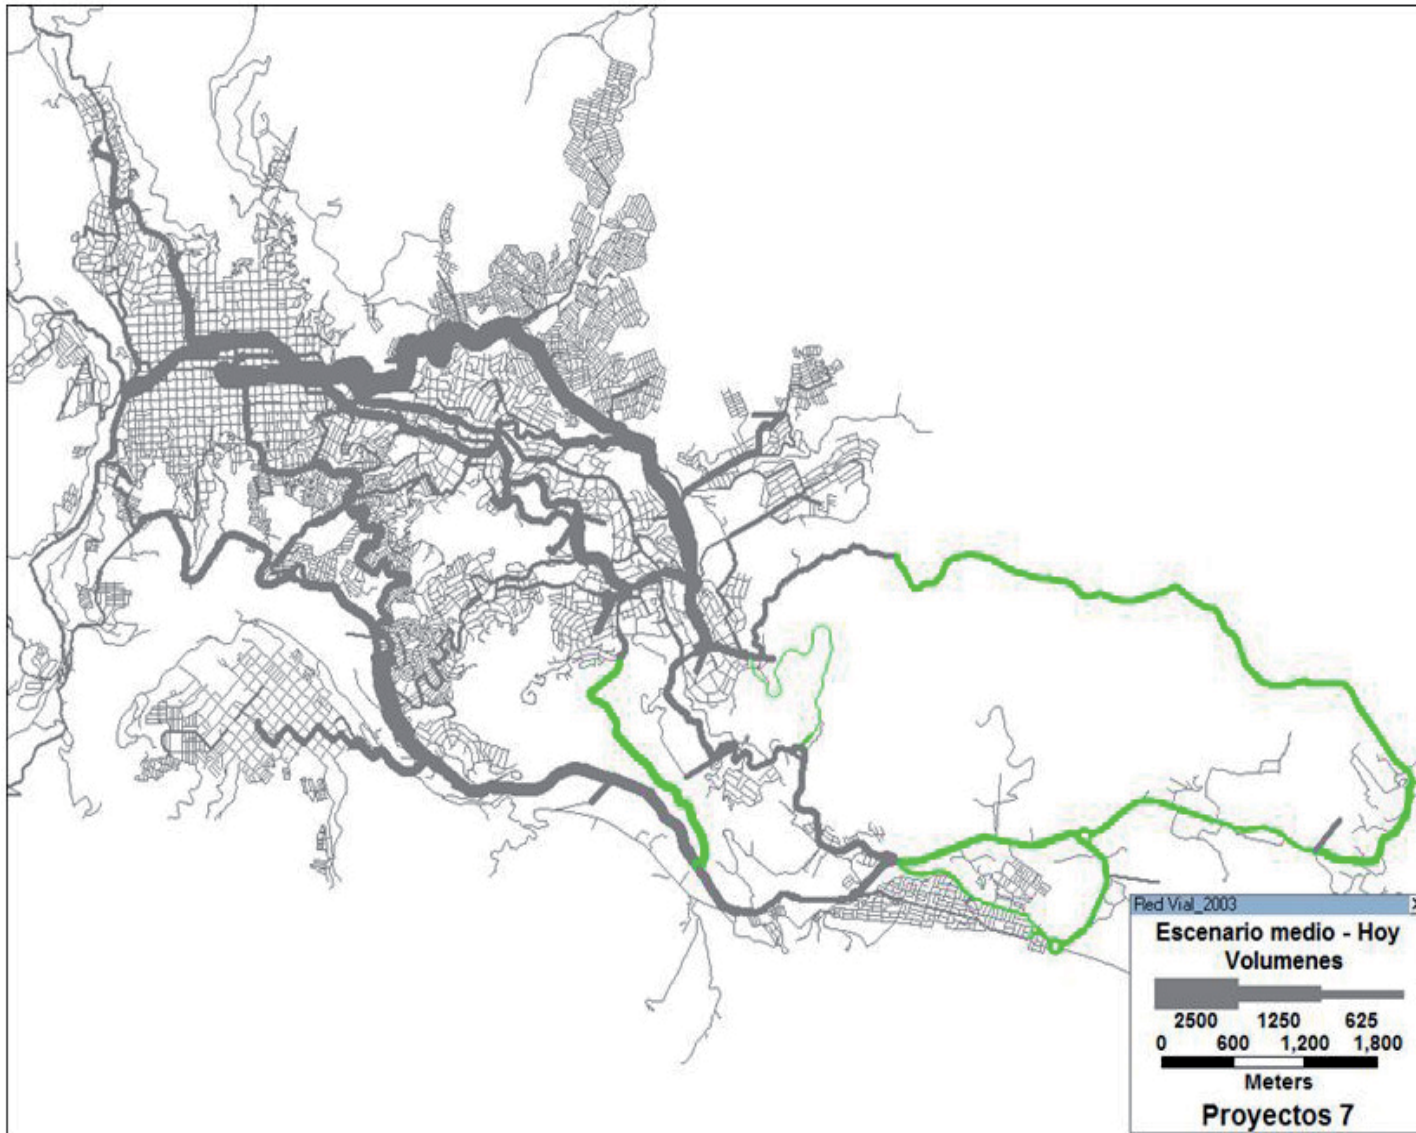 Red Vial_2003
Escenario medio - Hoy
Volumenes
2500 1250 625
0 600 1,200 1,800
Meters
Proyectos 7